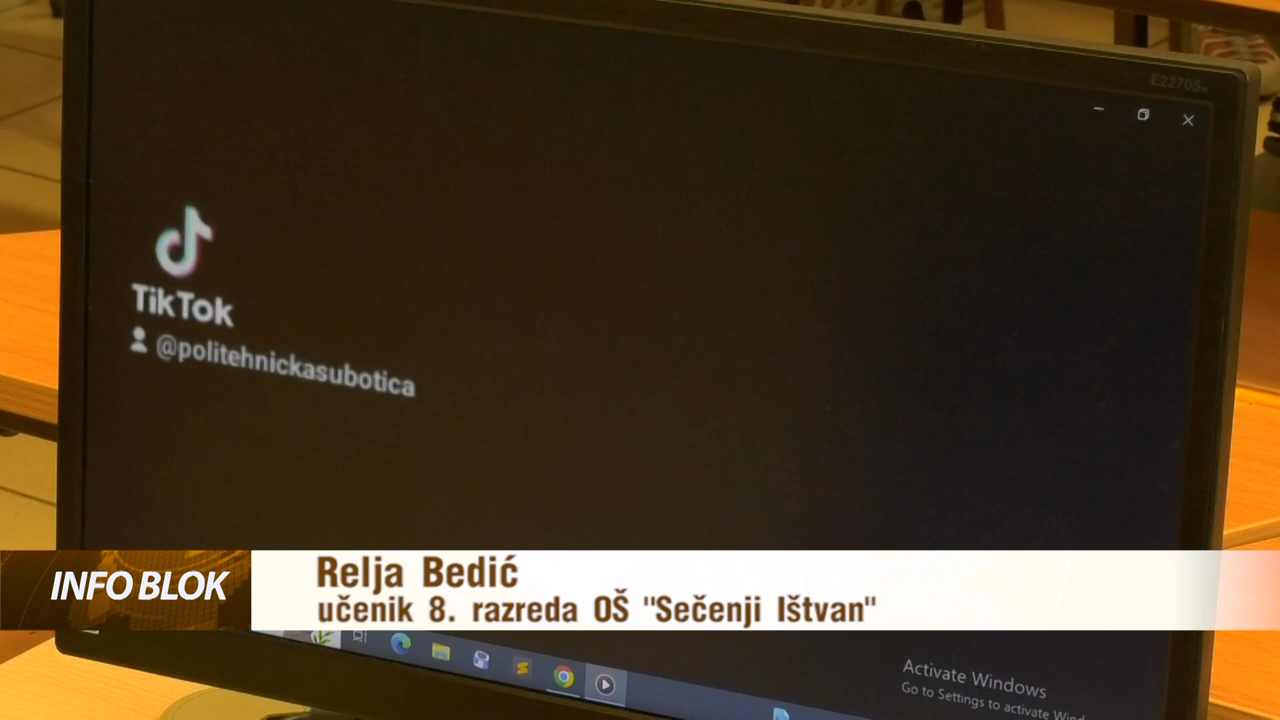 E2270S
TikTok
@politehnickasubotica
INFO BLOK
Relja Bedić
učenik 8. razreda OŠ "Sečenji Ištvan"
Activate Windows
Go to Settings to activate Wind